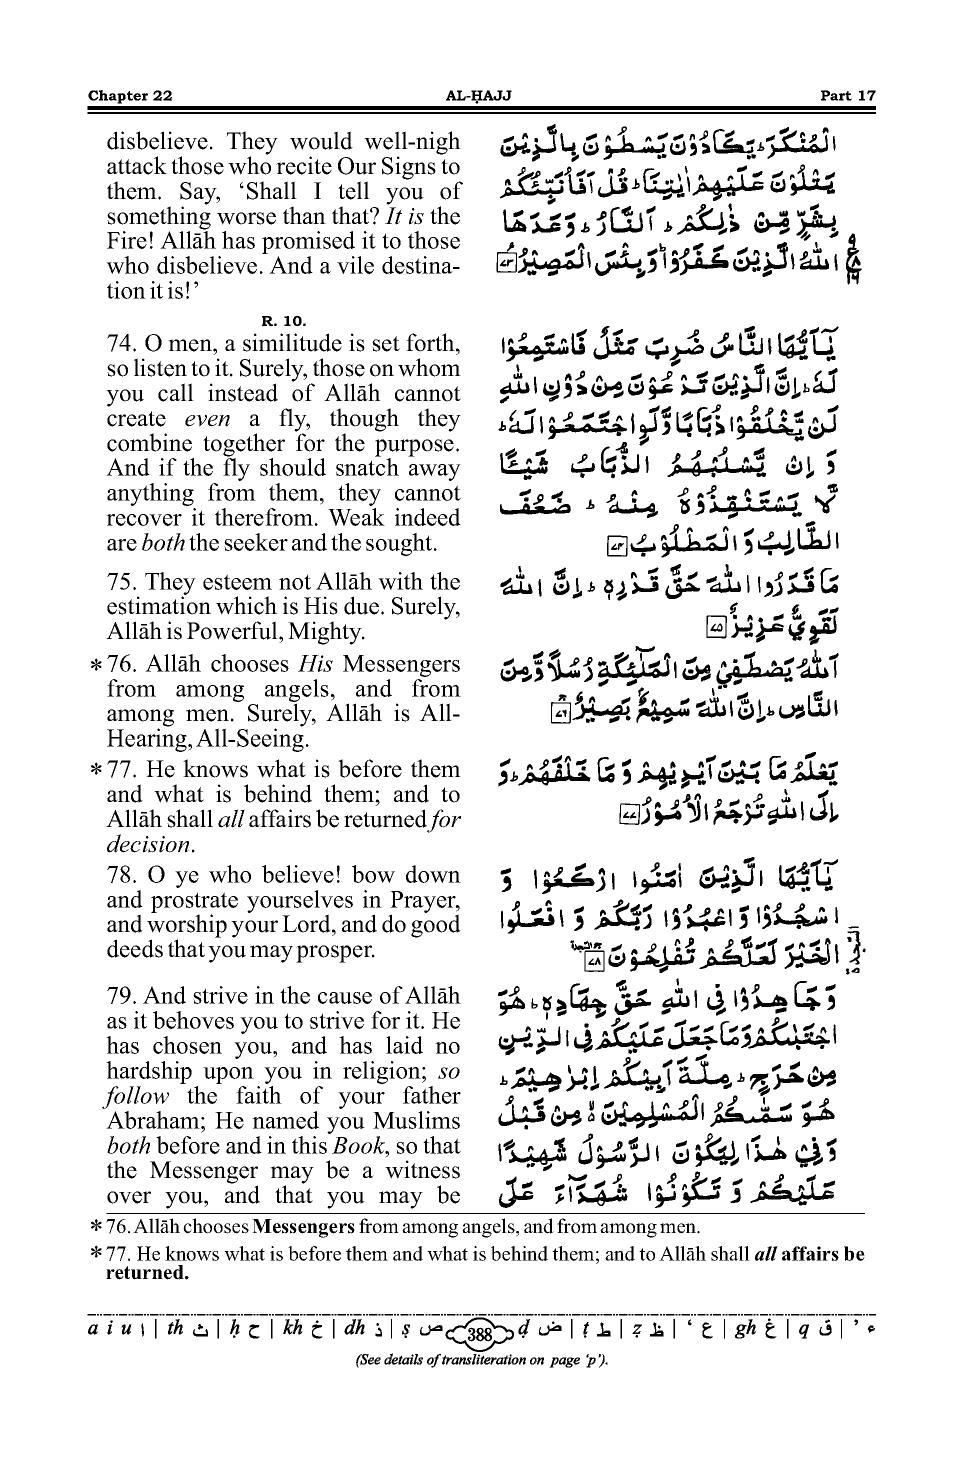 Chapter 22 AL-ḤAJJ Part 17
disbelieve. They would well-nigh
attack those who recite Our Signs to
them. Say, ‘Shall I tell you of
something worse than that? It is the
Fire! Allāh has promised it to those
who disbelieve. And a vile destina-
tion it is!’
R. 10.
74. O men, a similitude is set forth,
so listen to it. Surely, those on whom
you call instead of Allāh cannot
create even a fly, though they
combine together for the purpose.
And if the fly should snatch away
anything from them, they cannot
recover it therefrom. Weak indeed
are both the seeker and the sought.
75. They esteem not Allāh with the
estimation which is His due. Surely,
Allāh is Powerful, Mighty.
*76. Allāh chooses His Messengers
from among angels, and from
among men. Surely, Allāh is All-
Hearing, All-Seeing.
*77. He knows what is before them
and what is behind them; and to
Allāh shall all affairs be returned for
decision.
78. O ye who believe! bow down
and prostrate yourselves in Prayer,
and worship your Lord, and do good
deeds that you may prosper.
79. And strive in the cause of Allāh
as it behoves you to strive for it. He
has chosen you, and has laid no
hardship upon you in religion; so
follow the faith of your father
Abraham; He named you Muslims
both before and in this Book, so that
the Messenger may be a witness
over you, and that you may be
الْمُنْكَرَ ؕ يَكَادُوْنَ يَسْطُوْنَ بِالَّذِيْنَ
يَتْلُوْنَ عَلَيْهِمْ اٰيٰتِنَا ؕ قُلْ اَفَاُنَبِّئُكُمْ
بِشَرٍّ مِّنْ ذٰلِكُمْ ؕ اَلنَّارُ ؕ وَعَدَهَا
اللّٰهُ الَّذِيْنَ كَفَرُوْا ؕ وَبِئْسَ الْمَصِيْرُ ۷۳
يٰۤاَيُّهَا النَّاسُ ضُرِبَ مَثَلٌ فَاسْتَمِعُوْا
لَهٗ ؕ اِنَّ الَّذِيْنَ تَدْعُوْنَ مِنْ دُوْنِ اللّٰهِ
لَنْ يَّخْلُقُوْا ذُبَابًا وَّلَوِ اجْتَمَعُوْا لَهٗ ؕ
وَ اِنْ يَّسْلُبْهُمُ الذُّبَابُ شَيْـًٔا
لَّا يَسْتَنْقِذُوْهُ مِنْهُ ؕ ضَعُفَ
الطَّالِبُ وَ الْمَطْلُوْبُ ۷۴
مَا قَدَرُوا اللّٰهَ حَقَّ قَدْرِهٖ ؕ اِنَّ اللّٰهَ
لَقَوِيٌّ عَزِيْزٌ ۷۵
اَللّٰهُ يَصْطَفِيْ مِنَ الْمَلٰٓئِكَةِ رُسُلًا وَّمِنَ
النَّاسِ ؕ اِنَّ اللّٰهَ سَمِيْعٌۢ بَصِيْرٌ ۷۶
يَعْلَمُ مَا بَيْنَ اَيْدِيْهِمْ وَ مَا خَلْفَهُمْ ؕ وَ
اِلَى اللّٰهِ تُرْجَعُ الْاُمُوْرُ ۷۷
يٰۤاَيُّهَا الَّذِيْنَ اٰمَنُوا ارْكَعُوْا وَ
اسْجُدُوْا وَ اعْبُدُوْا رَبَّكُمْ وَ افْعَلُوا
الْخَيْرَ لَعَلَّكُمْ تُفْلِحُوْنَ ۷۸
وَ جَاهِدُوْا فِي اللّٰهِ حَقَّ جِهَادِهٖ ؕ هُوَ
اجْتَبٰىكُمْ وَمَا جَعَلَ عَلَيْكُمْ فِي الدِّيْنِ
مِنْ حَرَجٍ ؕ مِلَّةَ اَبِيْكُمْ اِبْرٰهِيْمَ ؕ
هُوَ سَمّٰىكُمُ الْمُسْلِمِيْنَ ۙ مِنْ قَبْلُ
وَ فِيْ هٰذَا لِيَكُوْنَ الرَّسُوْلُ شَهِيْدًا
عَلَيْكُمْ وَ تَكُوْنُوْا شُهَدَآءَ عَلَى
*76. Allāh chooses Messengers from among angels, and from among men.
*77. He knows what is before them and what is behind them; and to Allāh shall all affairs be
returned.
a i u ا | th ث | ḥ ح | kh خ | dh ذ | ṣ ص 388 ḍ ض | ṭ ط | ẓ ظ | ‘ ع | gh غ | q ق | ’ ء
(See details of transliteration on page ‘p’).